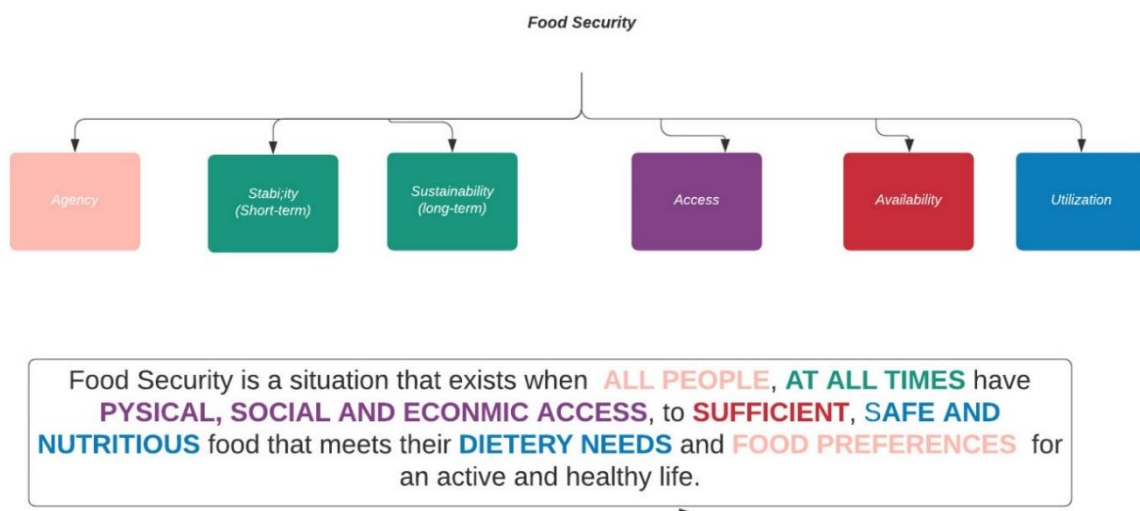 Food Security
Agency
Stabi;ity
(Short-term)
Sustainability
(long-term)
Access
Availability
Utilization
Food Security is a situation that exists when ALL PEOPLE, AT ALL TIMES have
PYSICAL, SOCIAL AND ECONMIC ACCESS, to SUFFICIENT, SAFE AND
NUTRITIOUS food that meets their DIETERY NEEDS and FOOD PREFERENCES for
an active and healthy life.